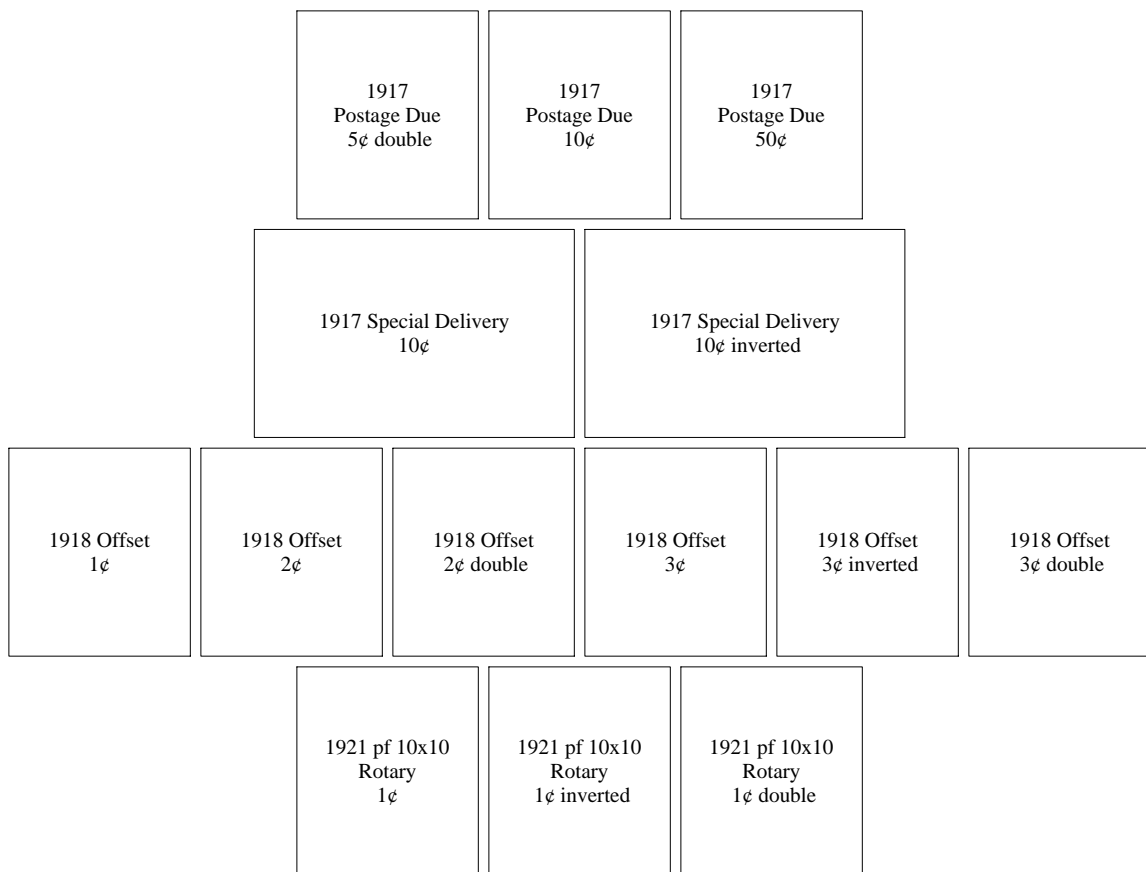 1917
Postage Due
5¢ double
1917
Postage Due
10¢
1917
Postage Due
50¢
1917 Special Delivery
10¢
1917 Special Delivery
10¢ inverted
1918 Offset
1¢
1918 Offset
2¢
1918 Offset
2¢ double
1918 Offset
3¢
1918 Offset
3¢ inverted
1918 Offset
3¢ double
1921 pf 10x10
Rotary
1¢
1921 pf 10x10
Rotary
1¢ inverted
1921 pf 10x10
Rotary
1¢ double